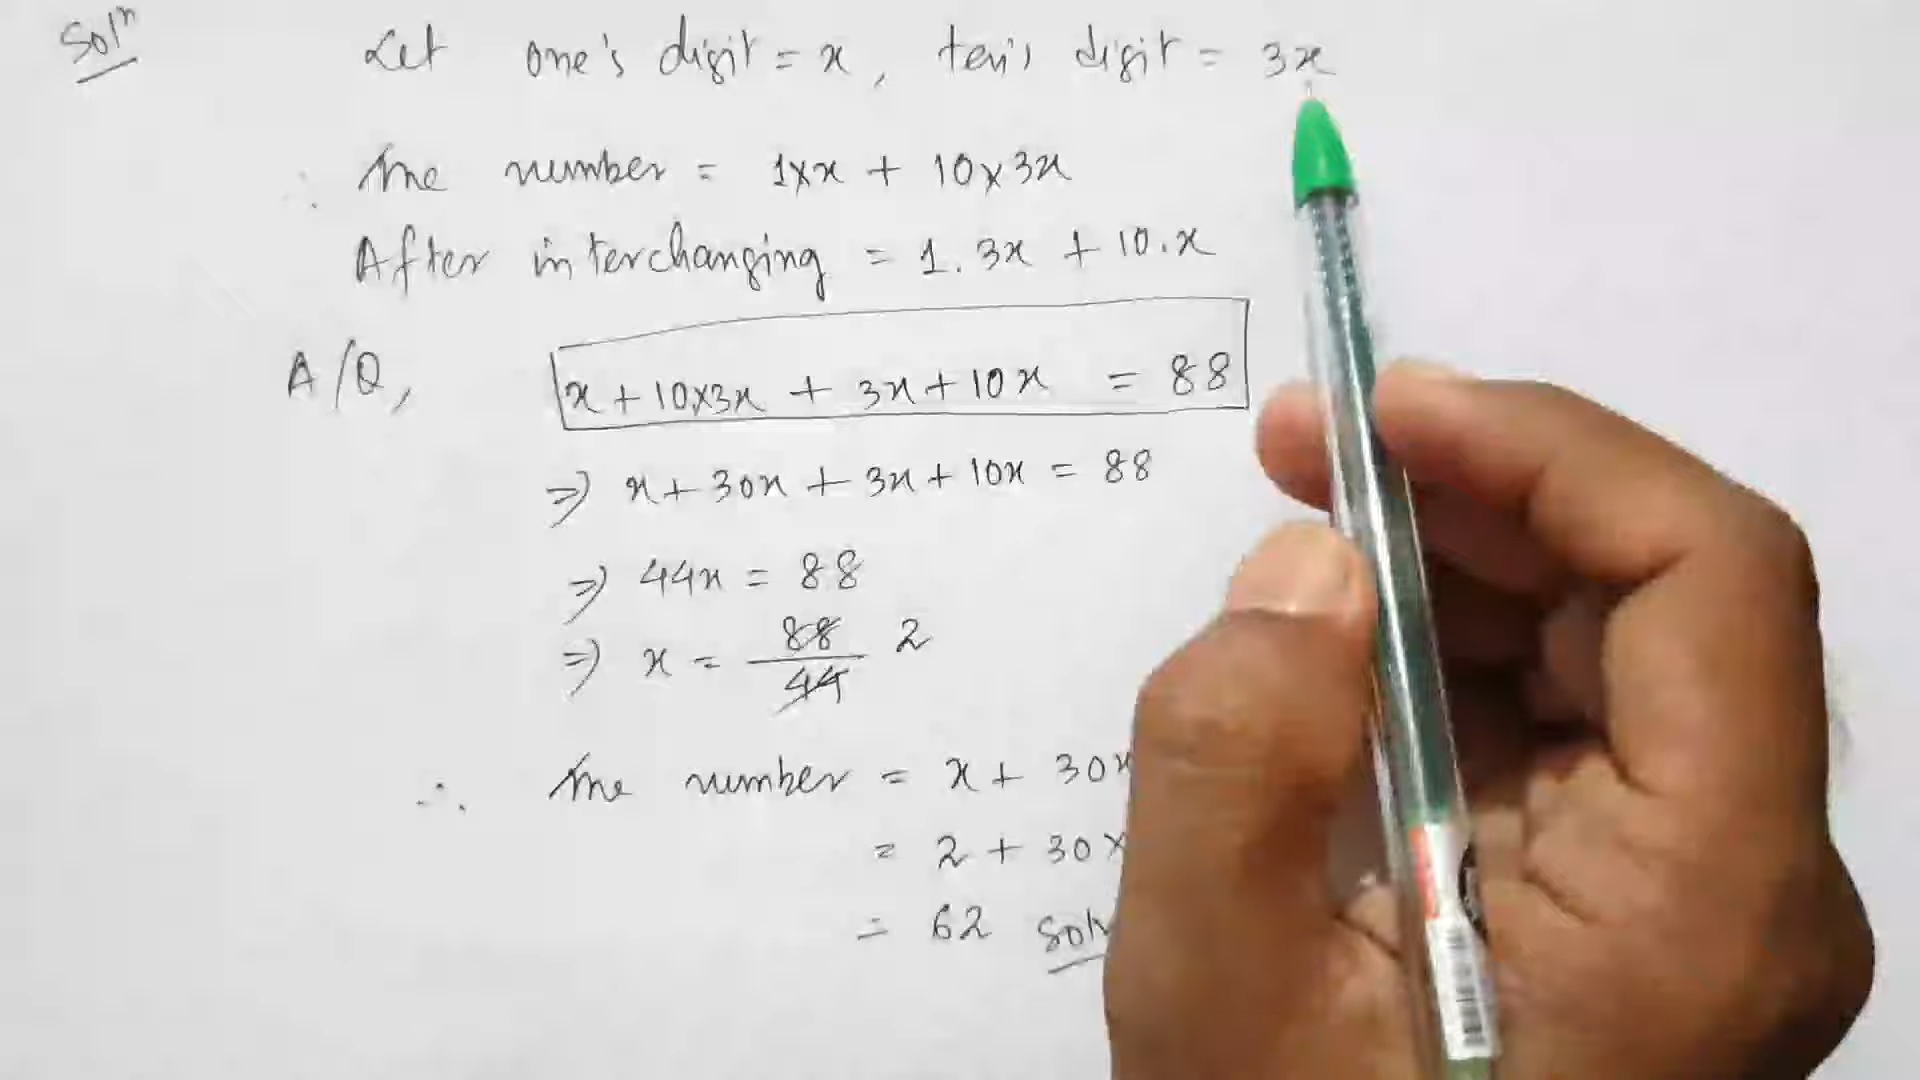 Solⁿ
Let one's digit = x, ten's digit = 3x
∴ The number = 1×x + 10×3x
After interchanging = 1.3x + 10.x
A/Q, x + 10×3x + 3x + 10x = 88
⇒ x + 30x + 3x + 10x = 88
⇒ 44x = 88
⇒ x = 88/44 2
∴ The number = x + 30x
= 2 + 30×
= 62 Sol